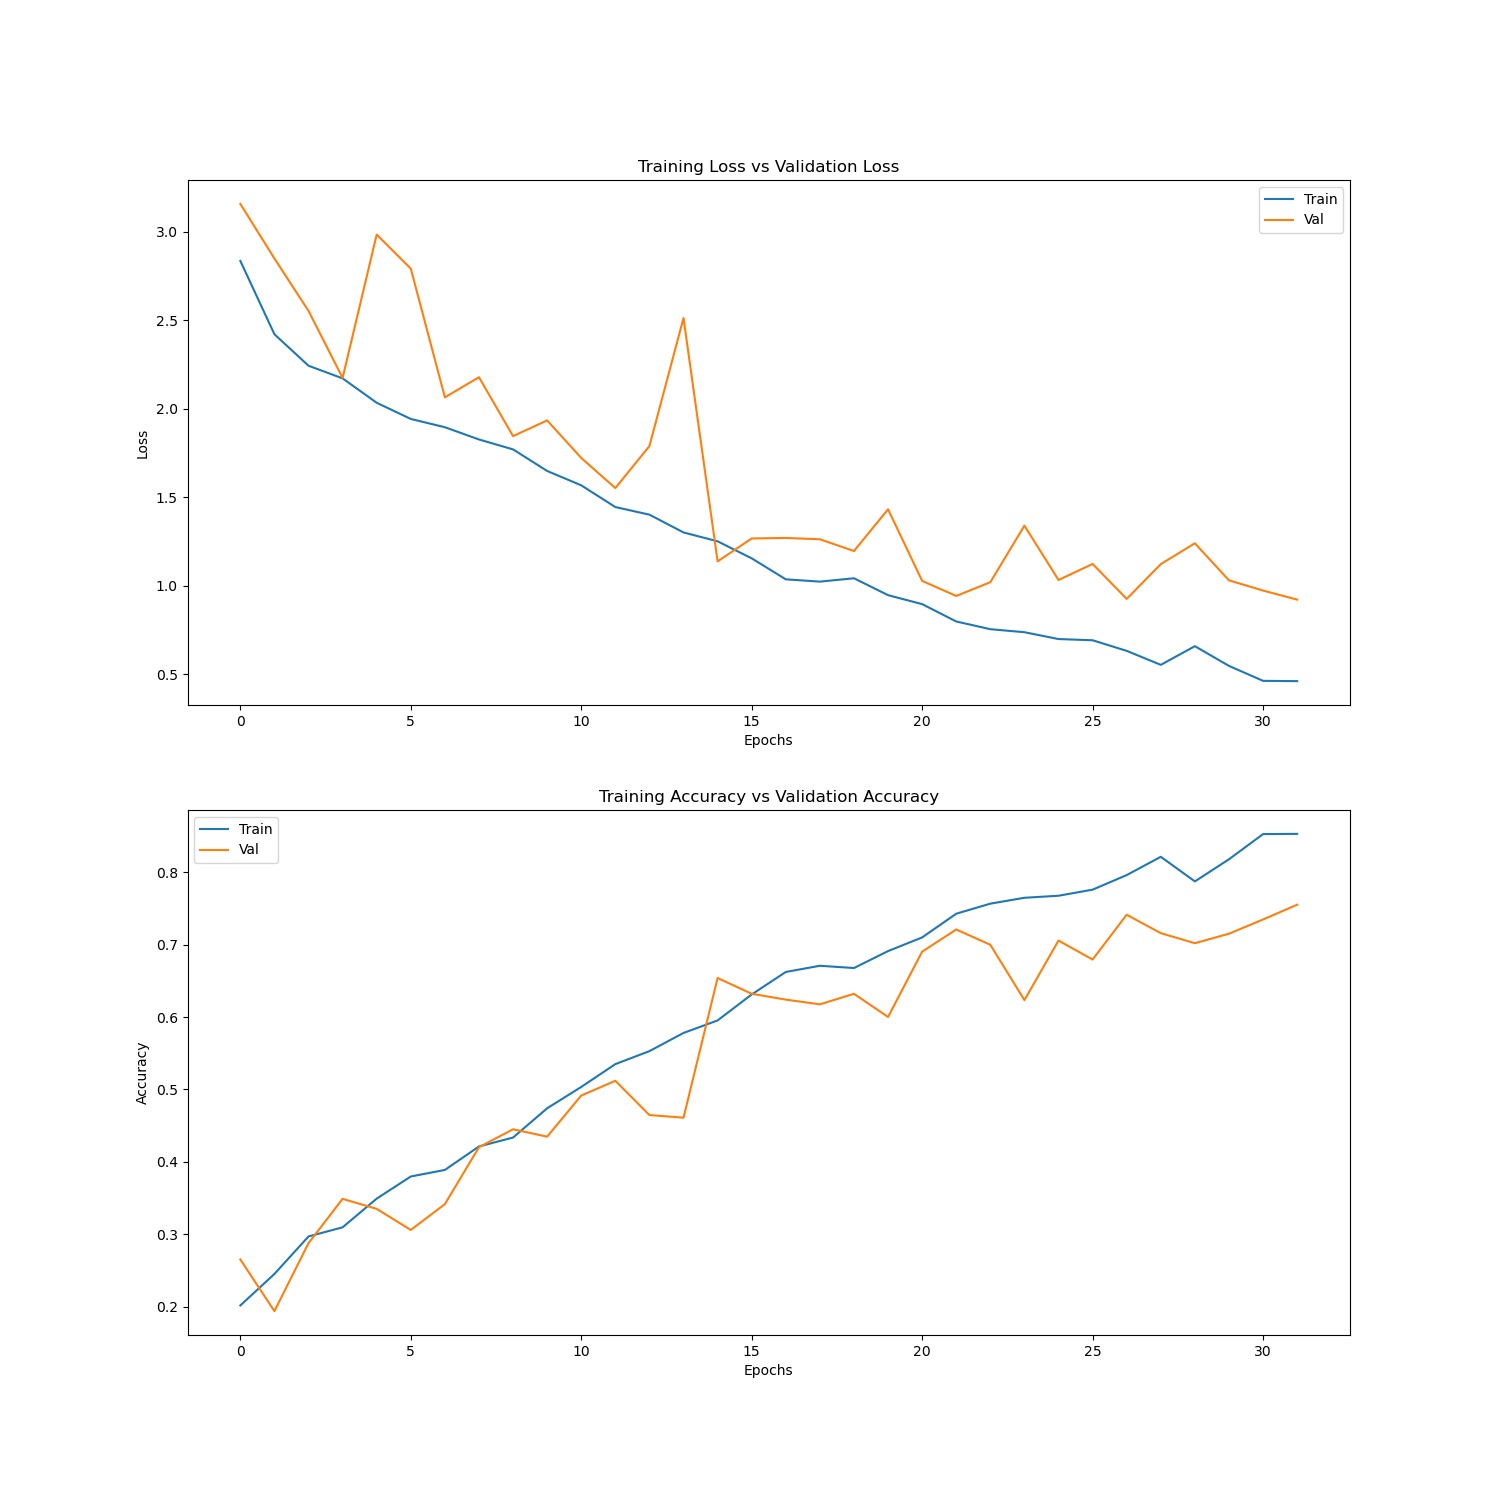 Training Loss vs Validation Loss
Train
Val
3.0
2.5
2.0
1.5
1.0
0.5
Loss
0 5 10 15 20 25 30
Epochs
Training Accuracy vs Validation Accuracy
Train
Val
0.8
0.7
0.6
0.5
0.4
0.3
0.2
Accuracy
0 5 10 15 20 25 30
Epochs